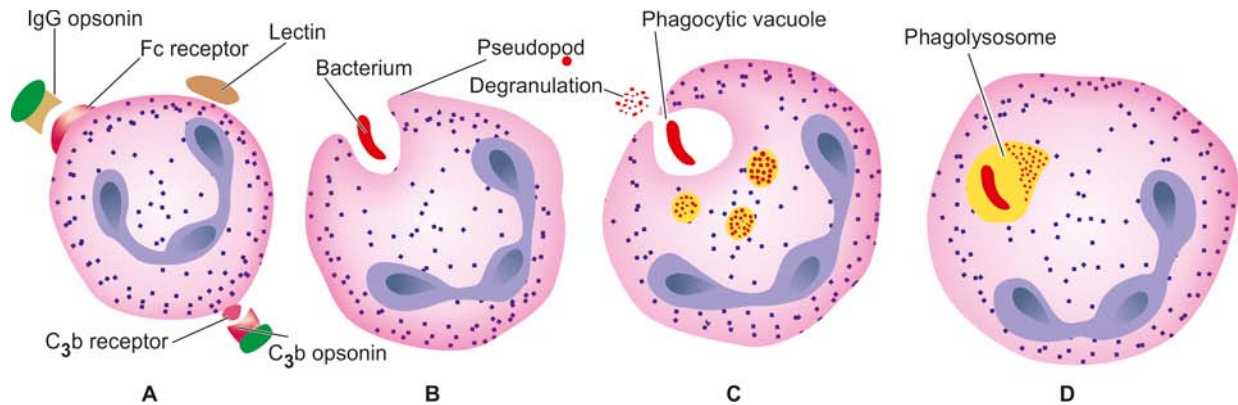 IgG opsonin
Fc receptor
Lectin
Bacterium
Pseudopod
Degranulation
Phagocytic vacuole
Phagolysosome
C3b receptor
C3b opsonin
A
B
C
D